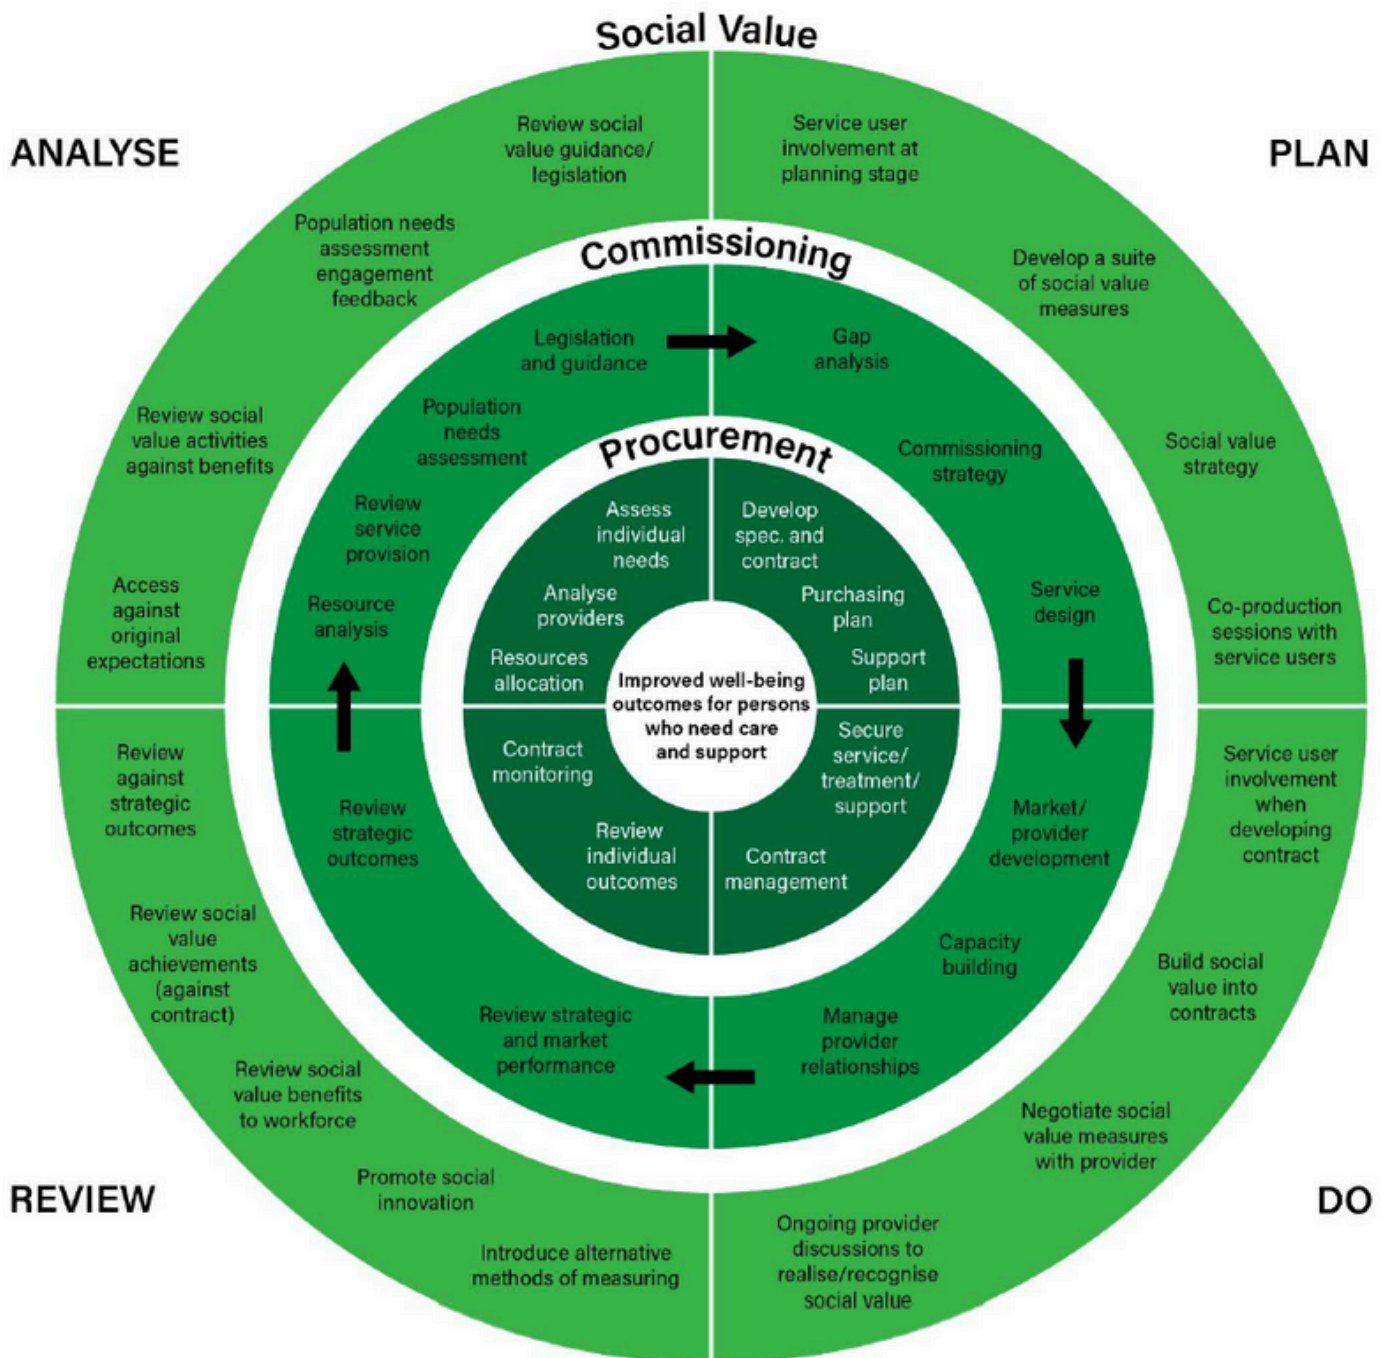 Social Value
ANALYSE
PLAN
Review social
value guidance/
legislation
Population needs
assessment
engagement
feedback
Review social
value activities
against benefits
Access
against
original
expectations
Service user
involvement at
planning stage
Develop a suite
of social value
measures
Social value
strategy
Co-production
sessions with
service users
Service user
involvement
when
developing
contract
Build social
value into
contracts
Negotiate social
value measures
with provider
Ongoing provider
discussions to
realise/recognise
social value
Review
against
strategic
outcomes
Review social
value
achievements
(against
contract)
Review social
value benefits
to workforce
Promote social
innovation
Introduce alternative
methods of measuring
Commissioning
Legislation
and guidance
Population
needs
assessment
Review
service
provision
Resource
analysis
Gap
analysis
Commissioning
strategy
Service
design
Market/
provider
development
Capacity
building
Manage
provider
relationships
Review strategic
and market
performance
Review
strategic
outcomes
Procurement
Assess
individual
needs
Analyse
providers
Resources
allocation
Develop
spec. and
contract
Purchasing
plan
Support
plan
Secure
service/
treatment/
support
Contract
management
Review
individual
outcomes
Contract
monitoring
Improved well-being
outcomes for persons
who need care
and support
REVIEW
DO